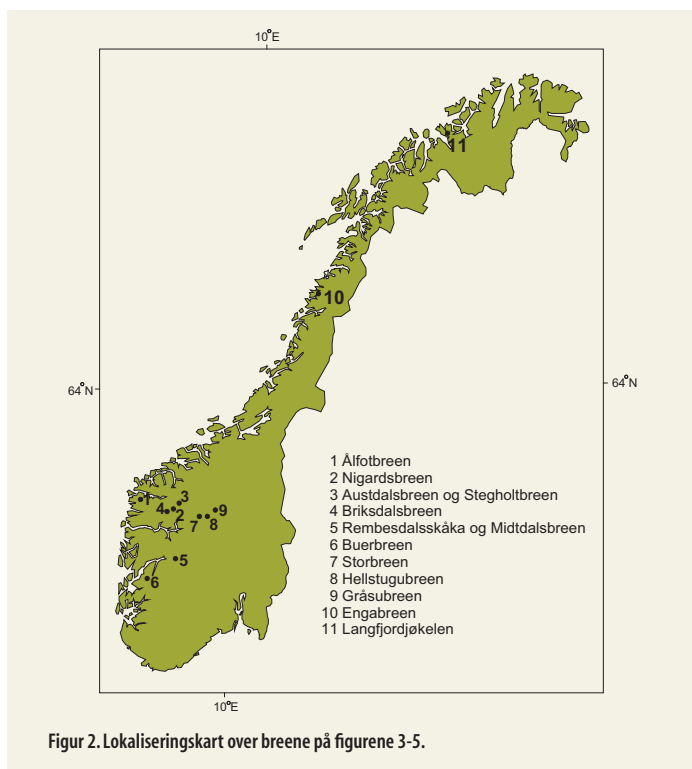 10°E
11
10
64°N
64°N
1
3
4
2
9
7
8
5
6
1 Ålfotbreen
2 Nigardsbreen
3 Austdalsbreen og Stegholtbreen
4 Briksdalsbreen
5 Rembesdalsskåka og Midtdalsbreen
6 Buerbreen
7 Storbreen
8 Hellstugubreen
9 Gråsubreen
10 Engabreen
11 Langfjordjøkelen
10°E
Figur 2. Lokaliseringskart over breene på figurene 3-5.